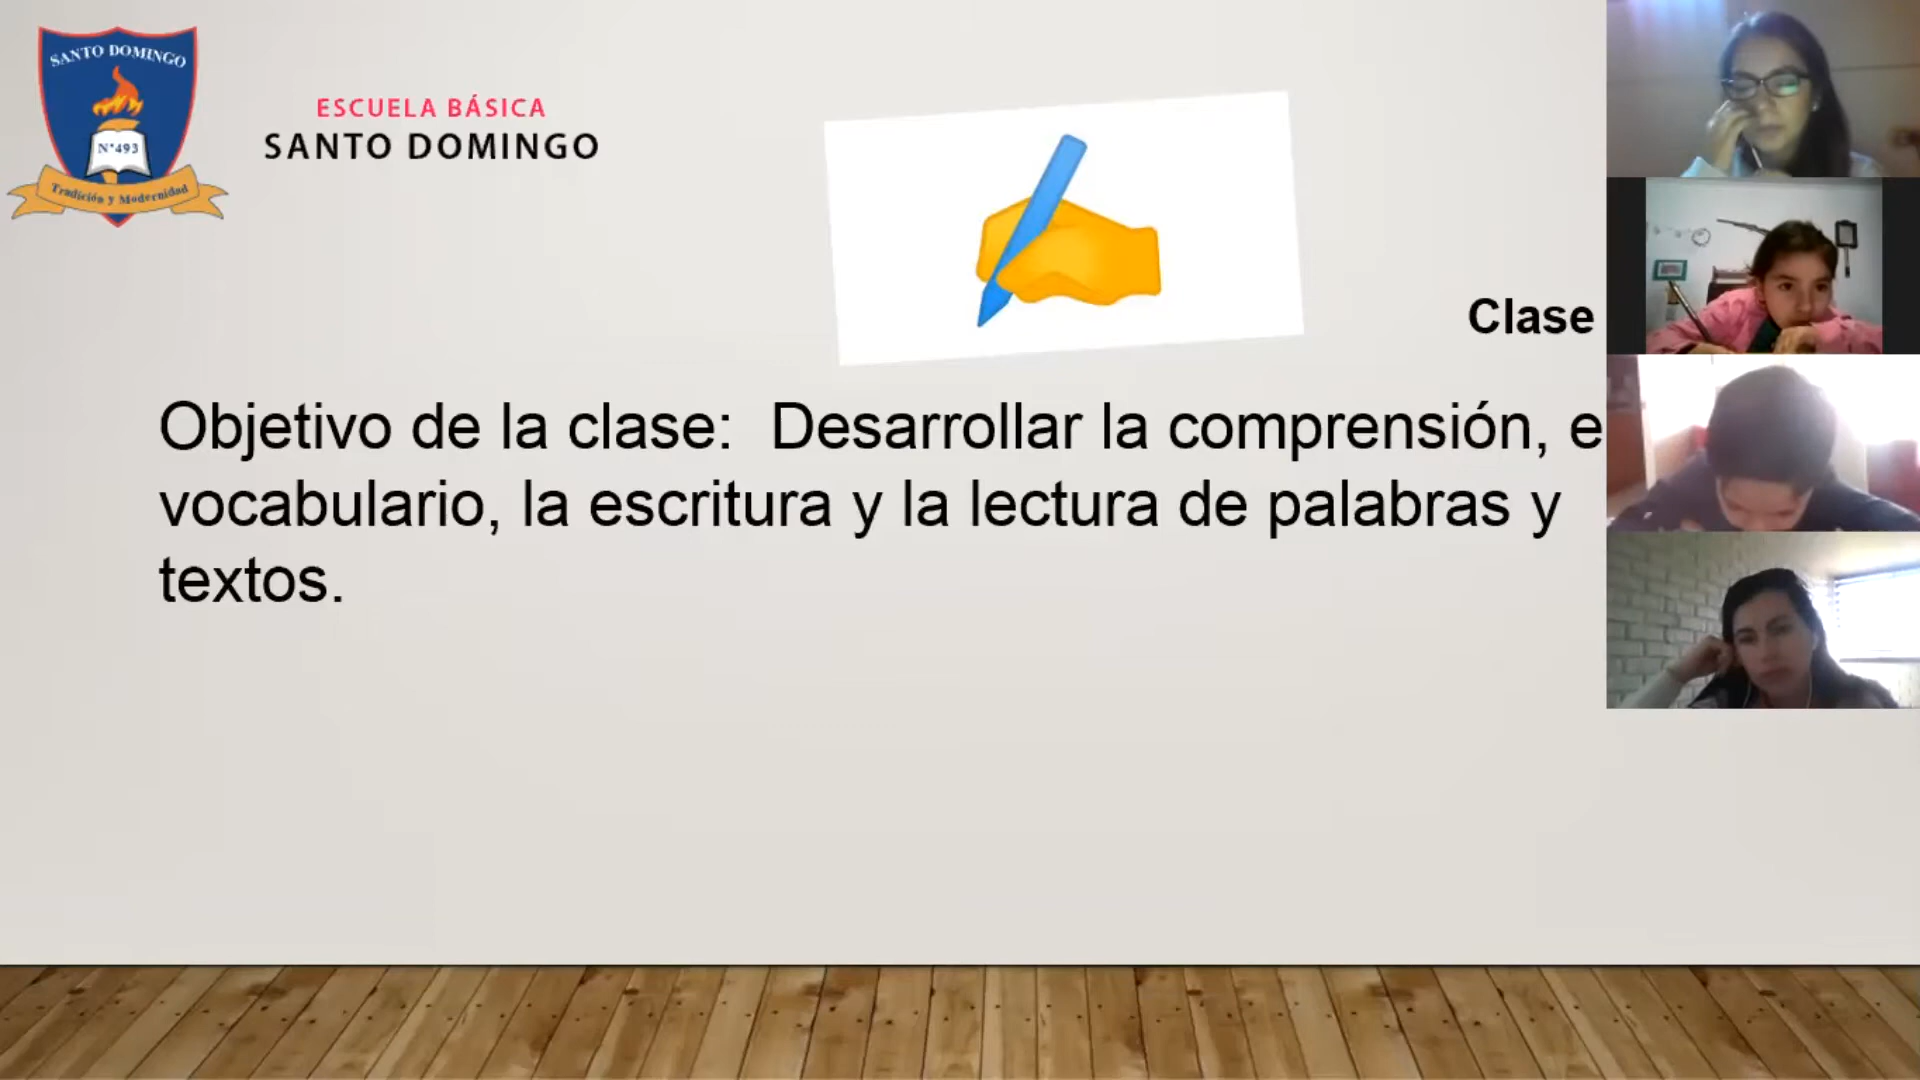 SANTO DOMINGO
N°493
Tradición y Modernidad
ESCUELA BÁSICA
SANTO DOMINGO
Clase
Objetivo de la clase: Desarrollar la comprensión, e
vocabulario, la escritura y la lectura de palabras y
textos.